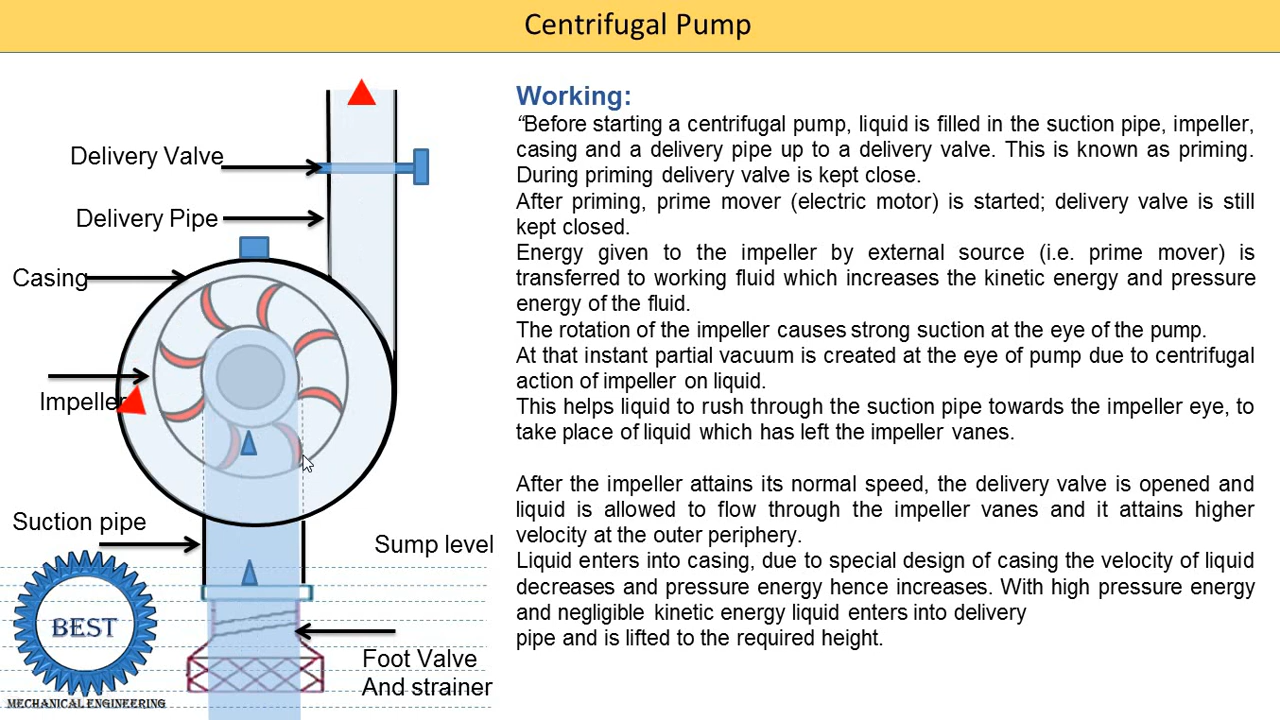 Centrifugal Pump
Delivery Valve
Delivery Pipe
Casing
Impeller
Suction pipe
Sump level
Foot Valve
And strainer
BEST
MECHANICAL ENGINEERING
Working:
“Before starting a centrifugal pump, liquid is filled in the suction pipe, impeller,
casing and a delivery pipe up to a delivery valve. This is known as priming.
During priming delivery valve is kept close.
After priming, prime mover (electric motor) is started; delivery valve is still
kept closed.
Energy given to the impeller by external source (i.e. prime mover) is
transferred to working fluid which increases the kinetic energy and pressure
energy of the fluid.
The rotation of the impeller causes strong suction at the eye of the pump.
At that instant partial vacuum is created at the eye of pump due to centrifugal
action of impeller on liquid.
This helps liquid to rush through the suction pipe towards the impeller eye, to
take place of liquid which has left the impeller vanes.
After the impeller attains its normal speed, the delivery valve is opened and
liquid is allowed to flow through the impeller vanes and it attains higher
velocity at the outer periphery.
Liquid enters into casing, due to special design of casing the velocity of liquid
decreases and pressure energy hence increases. With high pressure energy
and negligible kinetic energy liquid enters into delivery
pipe and is lifted to the required height.